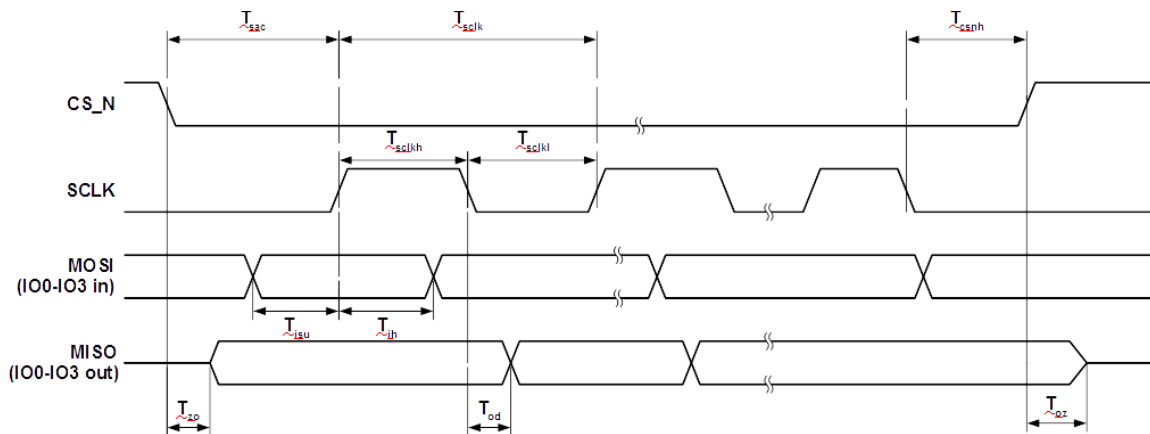 Tsac
Tsclk
Tcsnh
CS_N
Tsclkh
Tsclkl
SCLK
MOSI
(IO0-IO3 in)
Tisu
Tih
MISO
(IO0-IO3 out)
Tzo
Tod
Toz